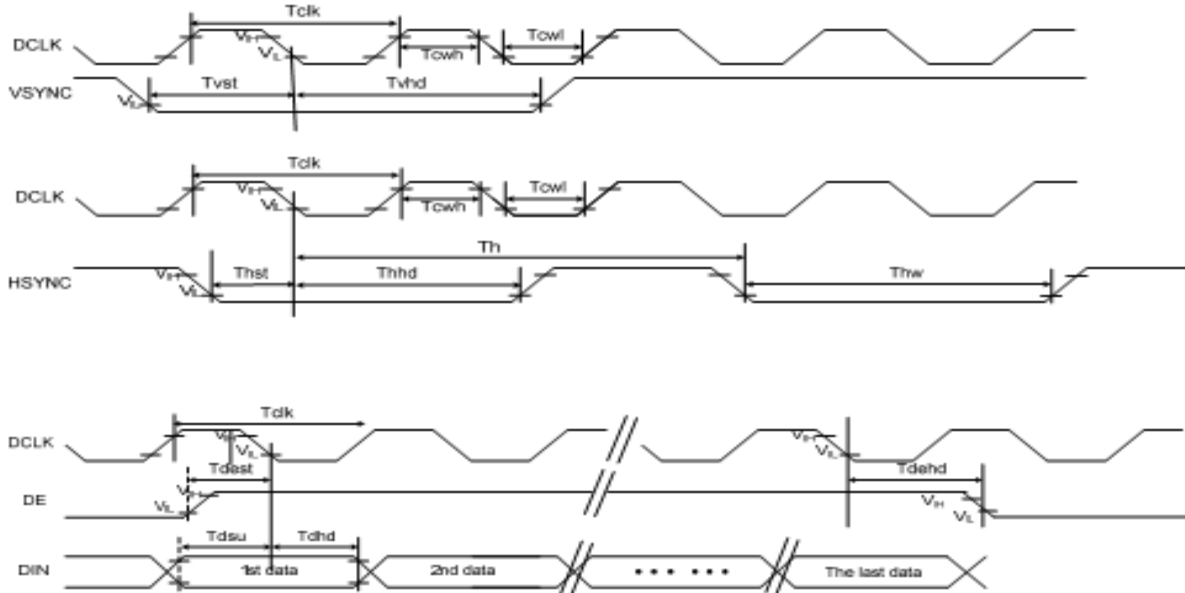 Tclk
DCLK VIH VIL Tcwh Tcwl
VSYNC VIL Tvst Tvhd
Tclk
DCLK VIH VIL Tcwh Tcwl
Th
HSYNC VIH VIL Thst Thhd Thw
Tclk
DCLK VIH VIL VIH VIL
Tdest Tdehd
DE VIH VIL VIH VIL
Tdsu Tdhd
DIN 1st data 2nd data • • • • • • • The last data